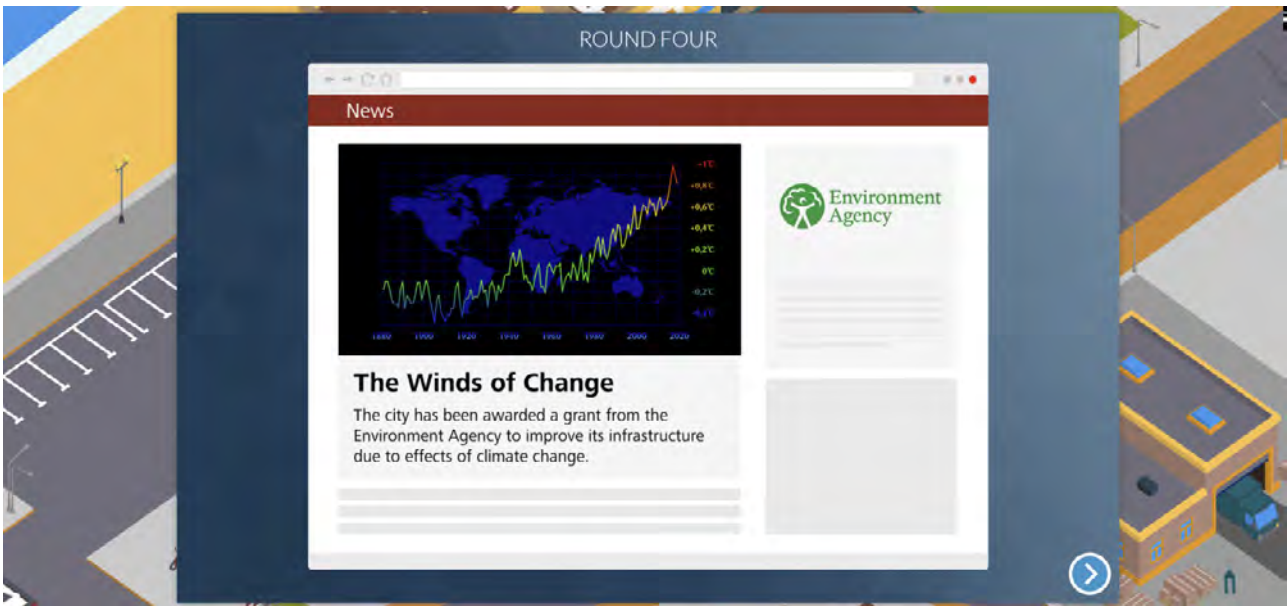 ROUND FOUR
News
~1°C
+0,8°C
+0,6°C
+0,4°C
+0,2°C
0°C
-0,2°C
1880 1900 1920 1940 1960 1980 2000 2020
Environment
Agency
The Winds of Change
The city has been awarded a grant from the
Environment Agency to improve its infrastructure
due to effects of climate change.